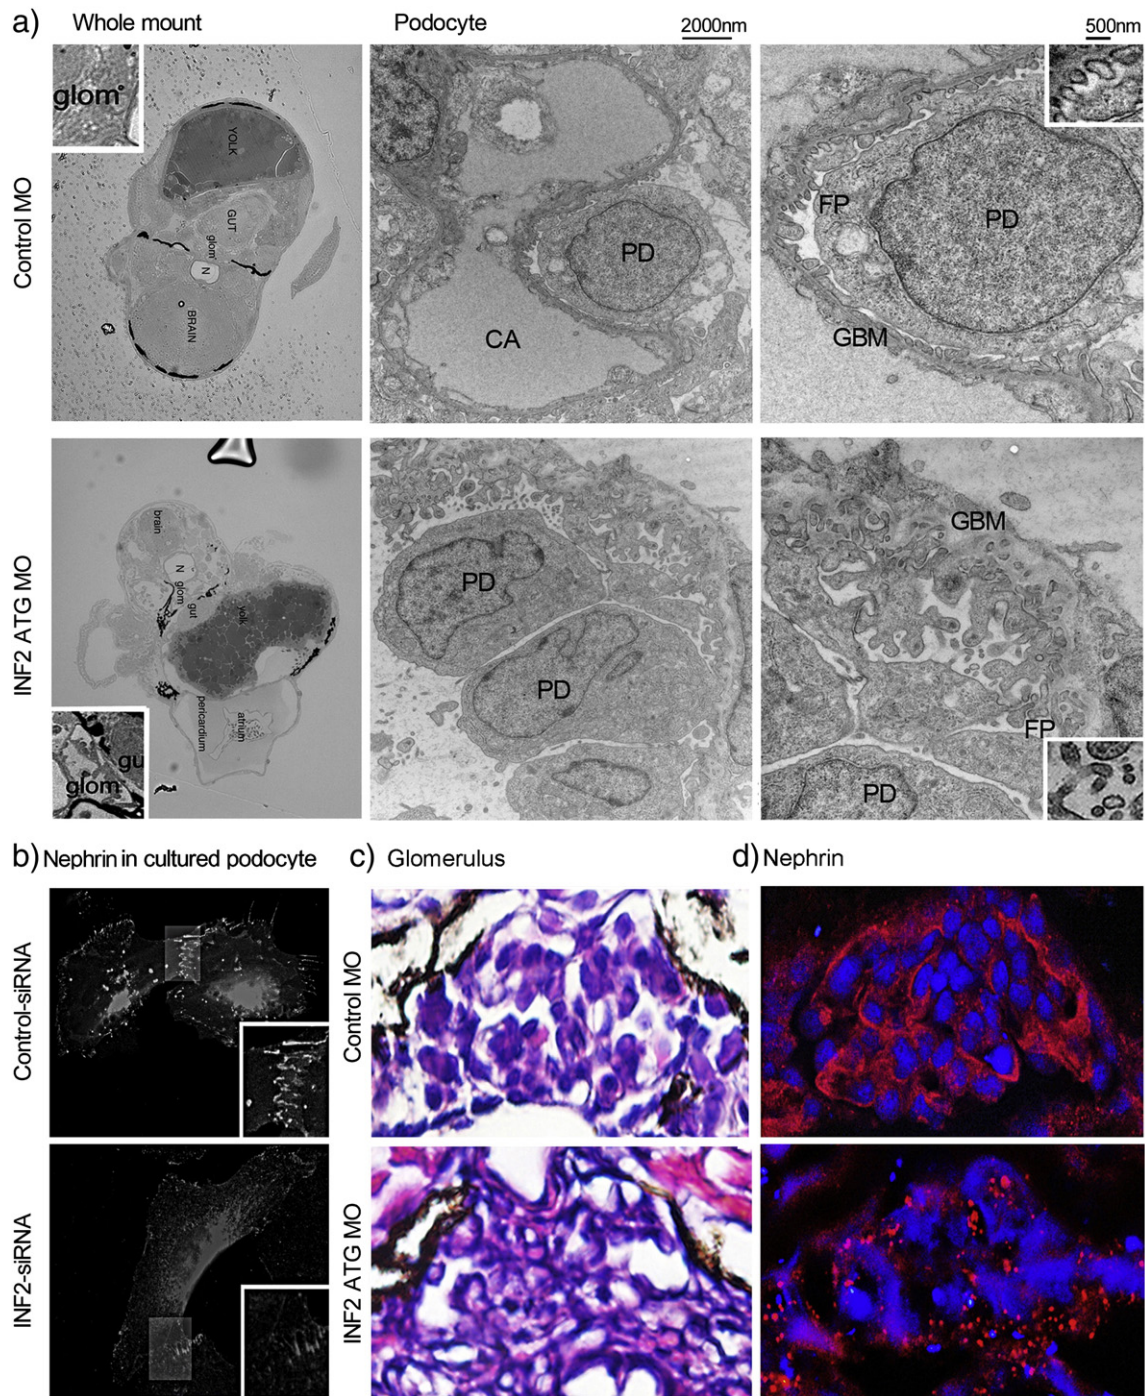 a) Whole mount Podocyte 2000nm 500nm
Control MO
glom
YOLK
GUT
glom
N
BRAIN
PD
CA
FP
PD
GBM
INF2 ATG MO
brain
N
glom
gut
yolk
pericardium
atrium
gu
glom
PD
PD
GBM
FP
PD
b) Nephrin in cultured podocyte c) Glomerulus d) Nephrin
Control-siRNA
Control MO
INF2-siRNA
INF2 ATG MO